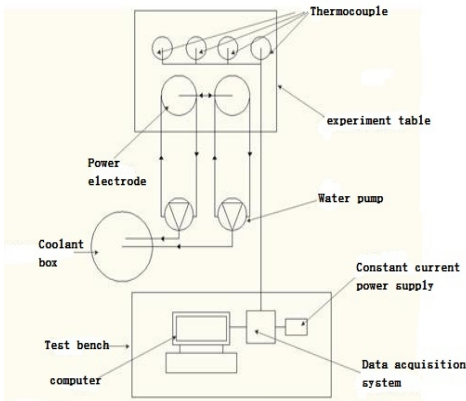 Thermocouple
experiment table
Power
electrode
Water pump
Coolant
box
Constant current
power supply
Test bench
Data acquisition
system
computer